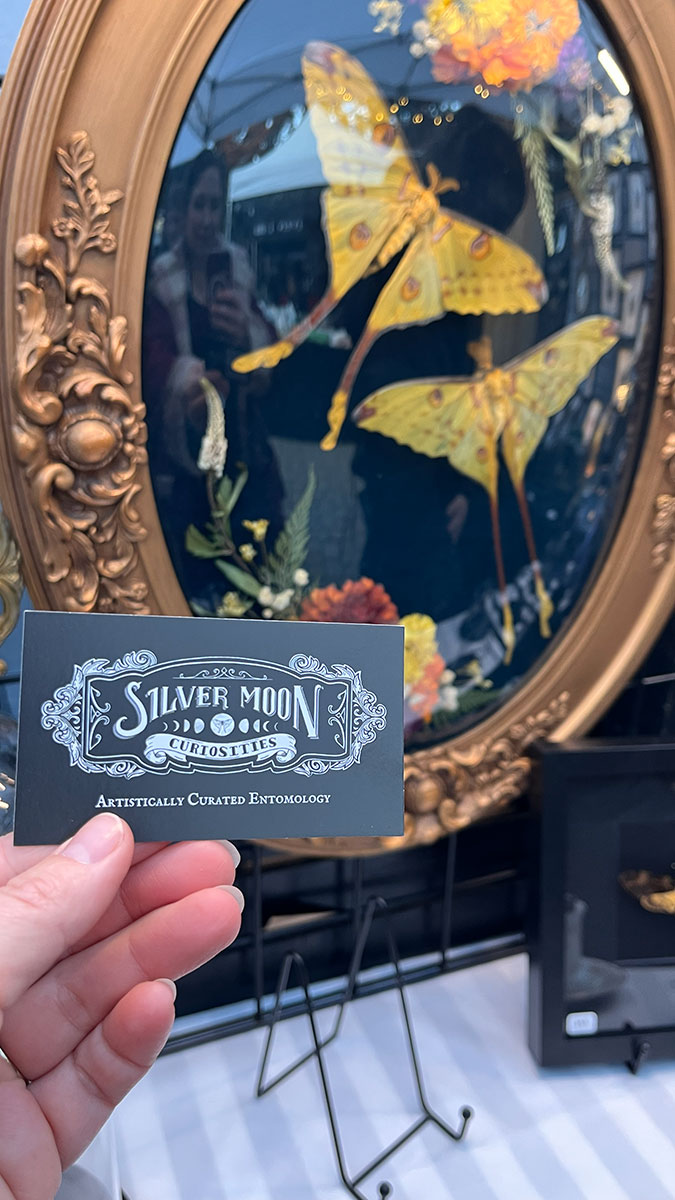 SILVER MOON
CURIOSITIES
ARTISTICALLY CURATED ENTOMOLOGY